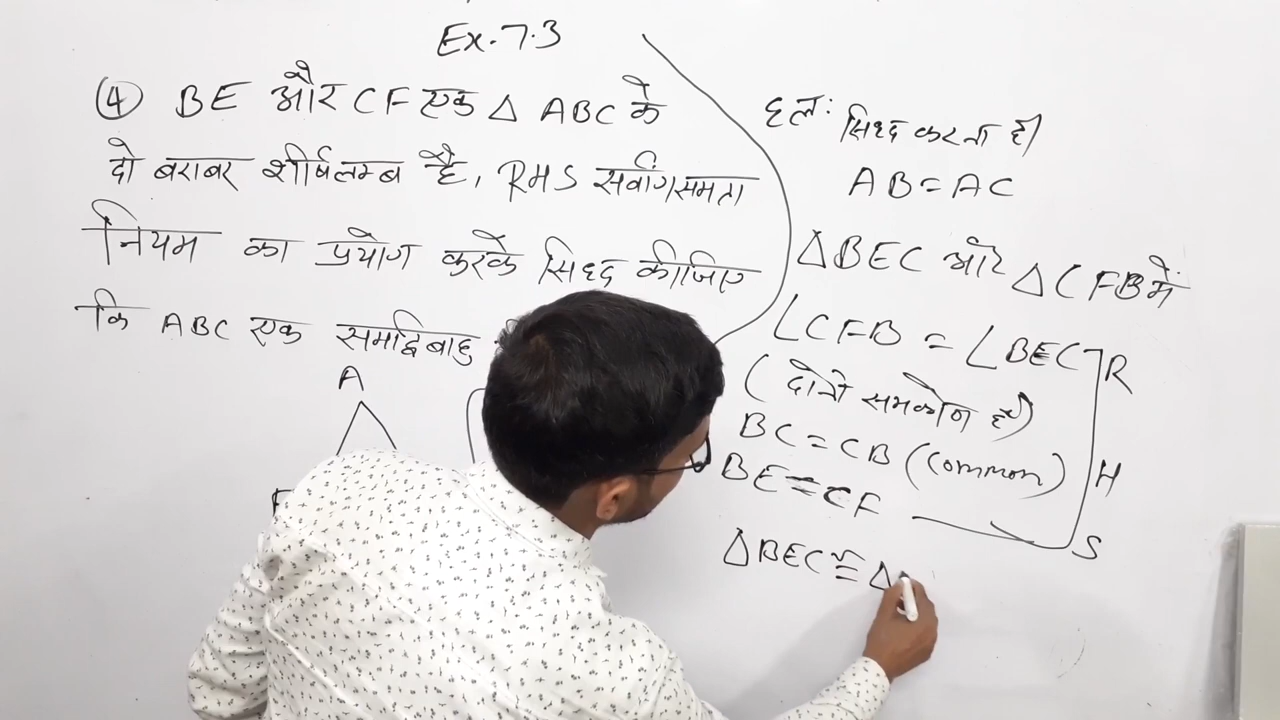 Ex. 7.3
④ BE और CF एक △ ABC के
दो बराबर शीर्षलम्ब है, RHS सर्वांगसमता
नियम का प्रयोग करके सिध्द कीजिए
कि ABC एक समद्विबाहु
A
हल: सिध्द करना है।
AB = AC
△BEC और △CFB में
∠CFB = ∠BEC R
(दोनों समकोण है)
BC = CB (Common) H
BE = CF S
△BEC ≅ △